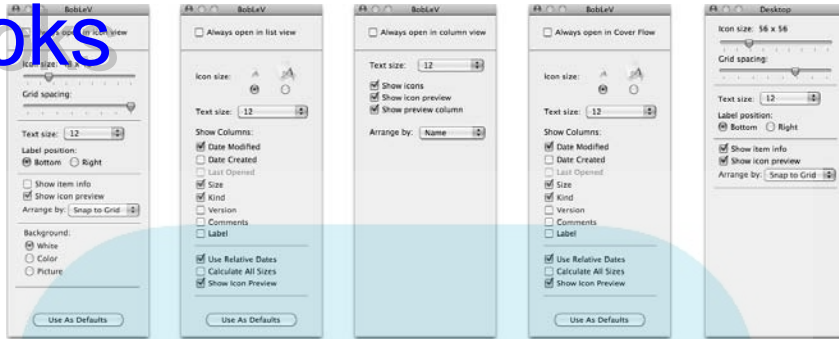 ooks
BobLeV
Always open in icon view
Icon size:
Grid spacing:
Text size: 12
Label position:
Bottom Right
Show item info
Show icon preview
Arrange by: Snap to Grid
Background:
White
Color
Picture
Use As Defaults
BobLeV
Always open in list view
Icon size:
Text size: 12
Show Columns:
Date Modified
Date Created
Last Opened
Size
Kind
Version
Comments
Label
Use Relative Dates
Calculate All Sizes
Show Icon Preview
Use As Defaults
BobLeV
Always open in column view
Text size: 12
Show icons
Show icon preview
Show preview column
Arrange by: Name
BobLeV
Always open in Cover Flow
Icon size:
Text size: 12
Show Columns:
Date Modified
Date Created
Last Opened
Size
Kind
Version
Comments
Label
Use Relative Dates
Calculate All Sizes
Show Icon Preview
Use As Defaults
Desktop
Icon size: 56 x 56
Grid spacing:
Text size: 12
Label position:
Bottom Right
Show item info
Show icon preview
Arrange by: Snap to Grid